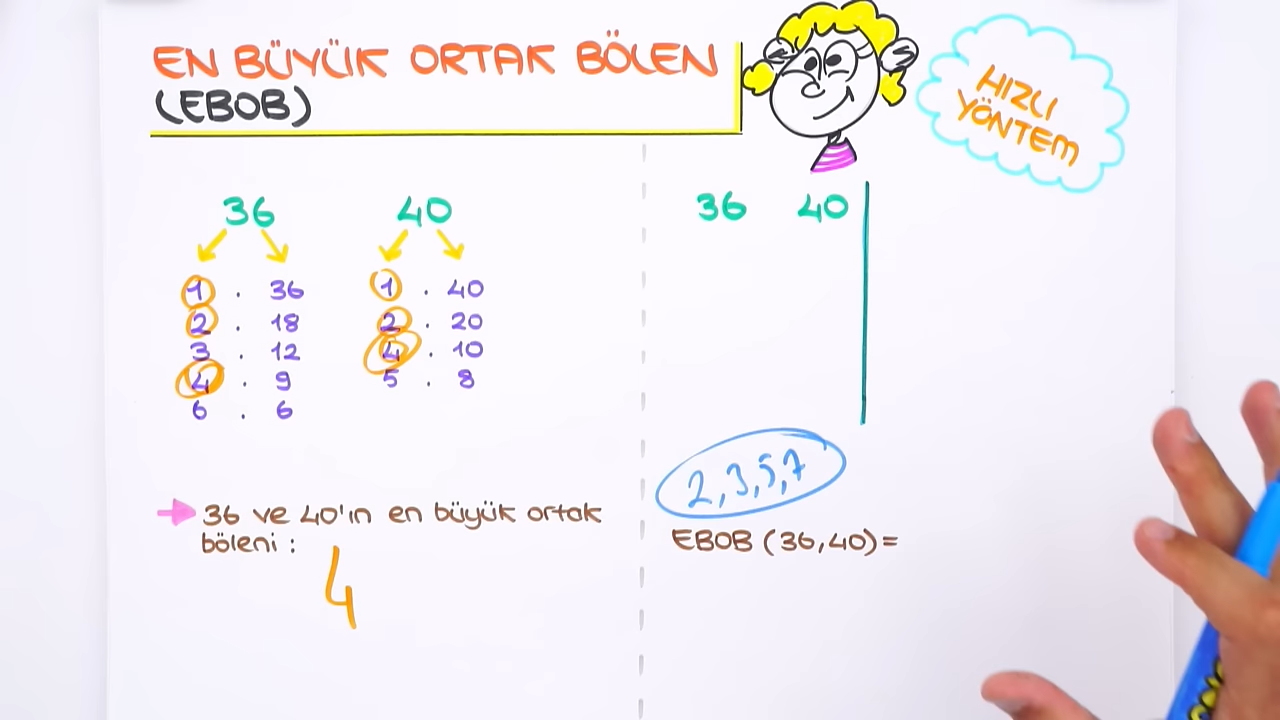 EN BÜYÜK ORTAK BÖLEN
(EBOB)
HIZLI
YÖNTEM
36 40
1 . 36
2 . 18
3 . 12
4 . 9
6 . 6
1 . 40
2 . 20
4 . 10
5 . 8
36 ve 40'ın en büyük ortak
böleni :
4
36 40
2,3,5,7
EBOB (36,40) =